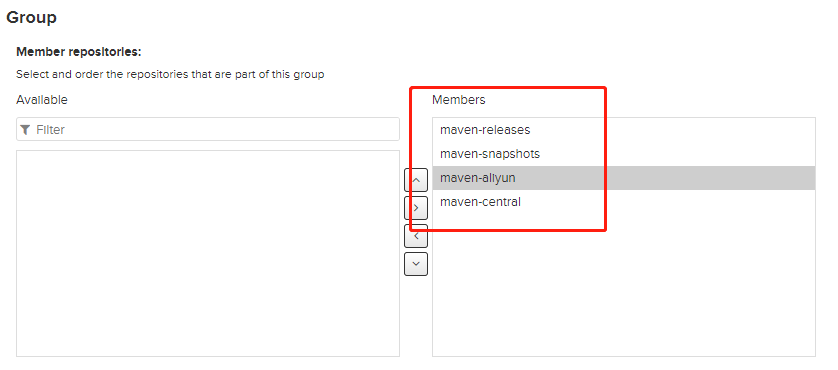 Group
Member repositories:
Select and order the repositories that are part of this group
Available
Members
Filter
maven-releases
maven-snapshots
maven-aliyun
maven-central